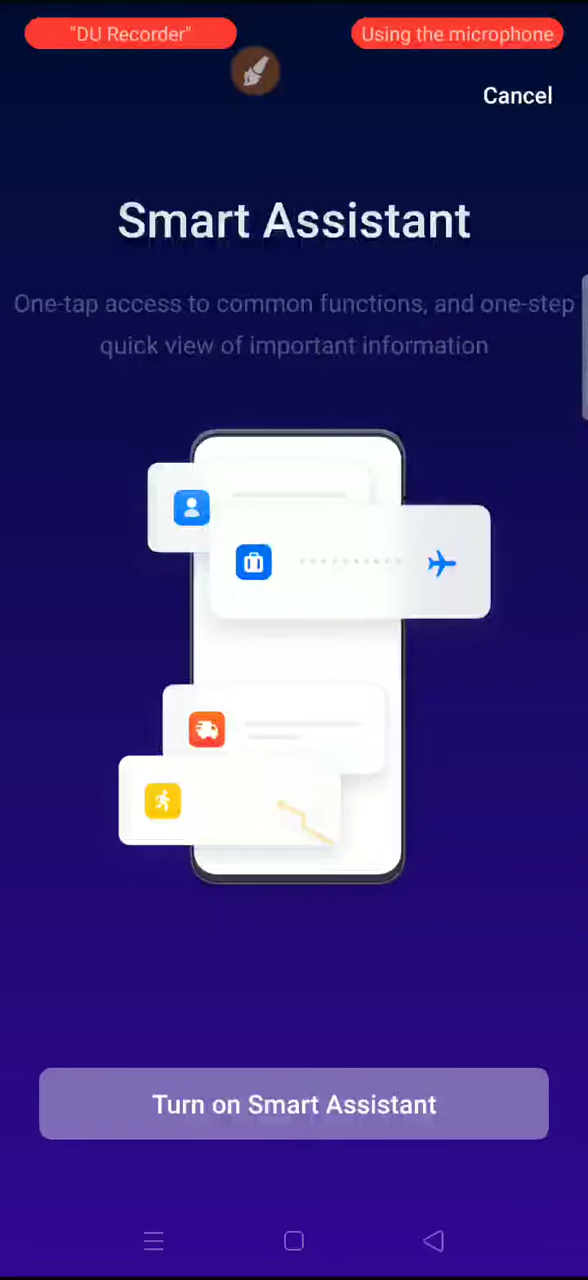 "DU Recorder"
Using the microphone
Cancel
Smart Assistant
One-tap access to common functions, and one-step
quick view of important information
Turn on Smart Assistant